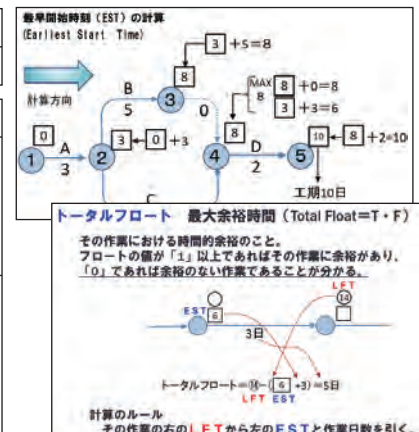 最早開始時刻（EST）の計算
(Earliest Start Time)
3 +5=8
8
計算方向
B
5
3
MAX
8
8 +0=8
3 +3=6
0
0
A
3
1
2
3
0 +3
8
4
D
2
5
10
8 +2=10
C
工期10日
トータルフロート 最大余裕時間（Total Float=T・F）
その作業における時間的余裕のこと。
フロートの値が「1」以上であればその作業に余裕があり、
「0」であれば余裕のない作業であることが分かる。
LFT
14
EST
6
3日
トータルフロート=⑭-(6+3)=5日
LFT EST
計算のルール
その作業の右のLFTから左のESTと作業日数を引く。